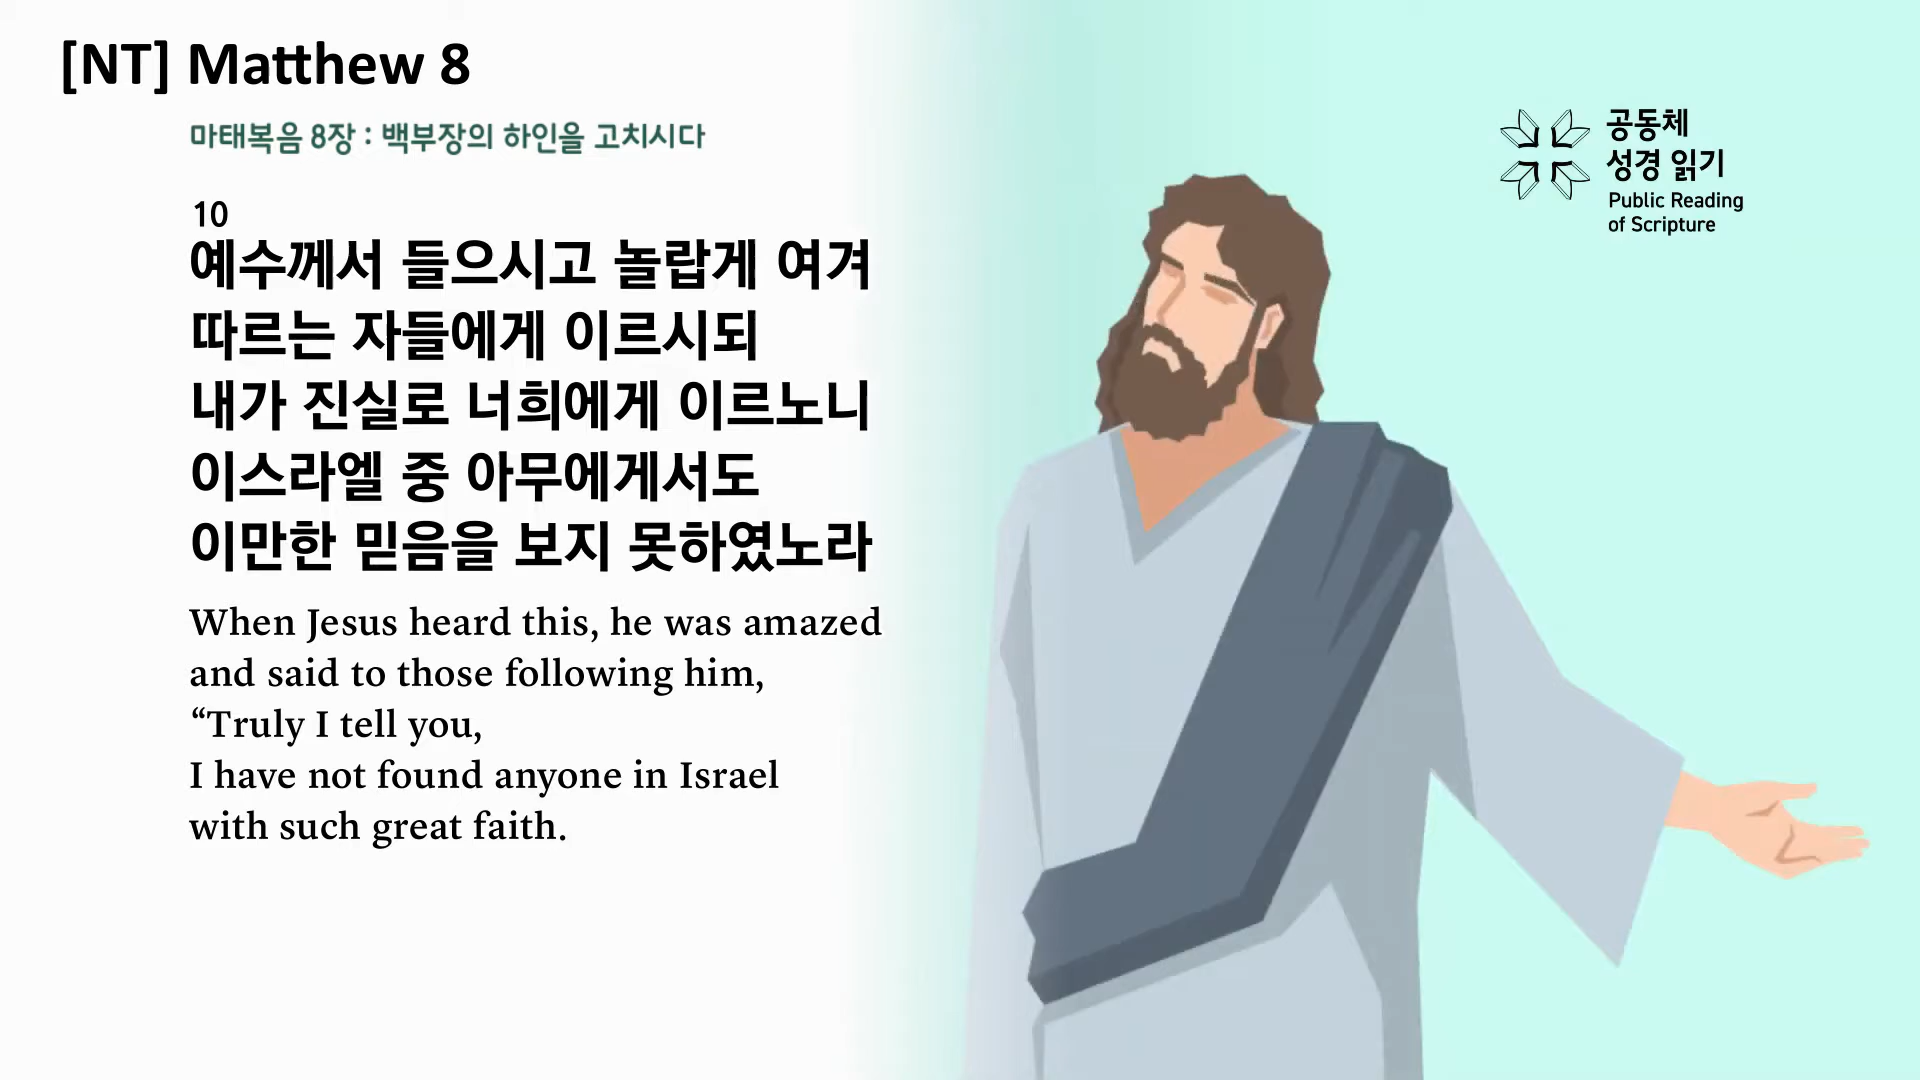 [NT] Matthew 8
마태복음 8장 : 백부장의 하인을 고치시다
공동체
성경 읽기
Public Reading
of Scripture
10
예수께서 들으시고 놀랍게 여겨
따르는 자들에게 이르시되
내가 진실로 너희에게 이르노니
이스라엘 중 아무에게서도
이만한 믿음을 보지 못하였노라
When Jesus heard this, he was amazed
and said to those following him,
“Truly I tell you,
I have not found anyone in Israel
with such great faith.